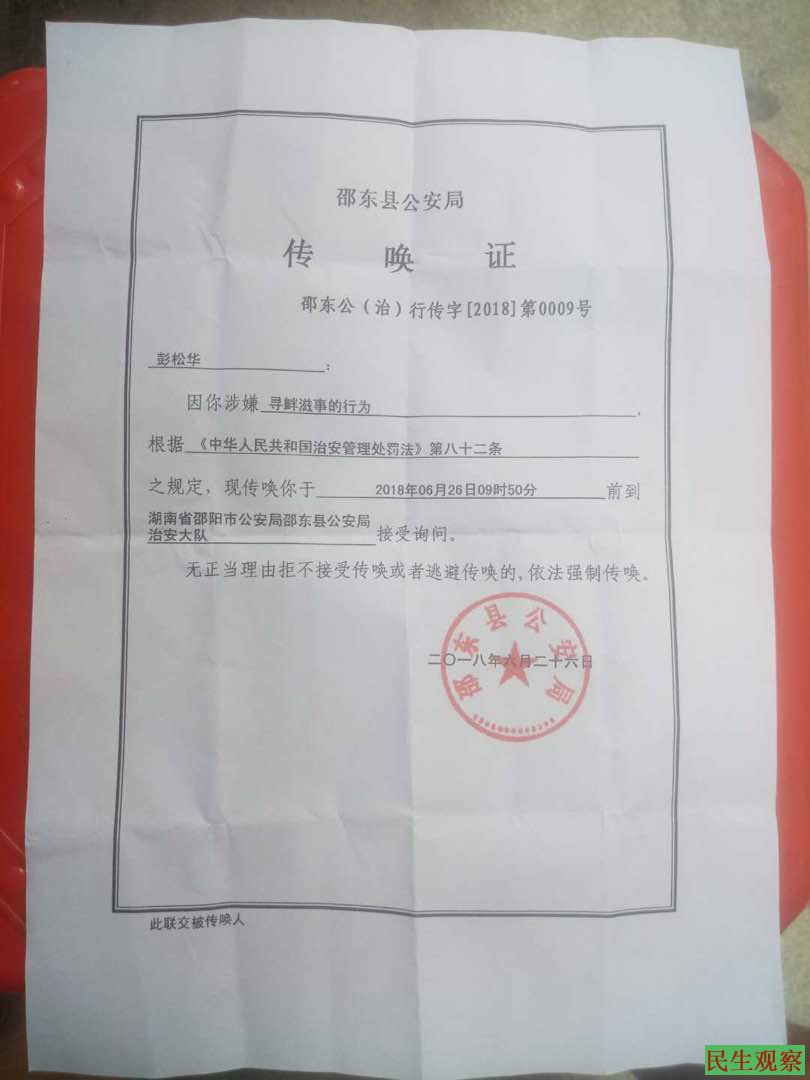 邵东县公安局
传唤证
邵东公(治)行传字[2018]第0009号
彭松华:
因你涉嫌 寻衅滋事的行为,
根据《中华人民共和国治安管理处罚法》第八十二条
之规定,现传唤你于 2018年06月26日09时50分 前到
湖南省邵阳市公安局邵东县公安局
治安大队 接受询问。
无正当理由拒不接受传唤或者逃避传唤的,依法强制传唤。
邵东县公安局
二〇一八年六月二十六日
此联交被传唤人
民生观察